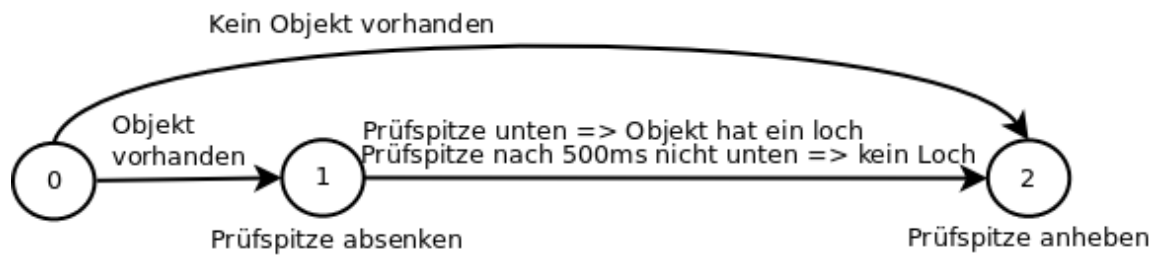 Kein Objekt vorhanden
Objekt
vorhanden
Prüfspitze unten => Objekt hat ein loch
Prüfspitze nach 500ms nicht unten => kein Loch
0
1
2
Prüfspitze absenken
Prüfspitze anheben